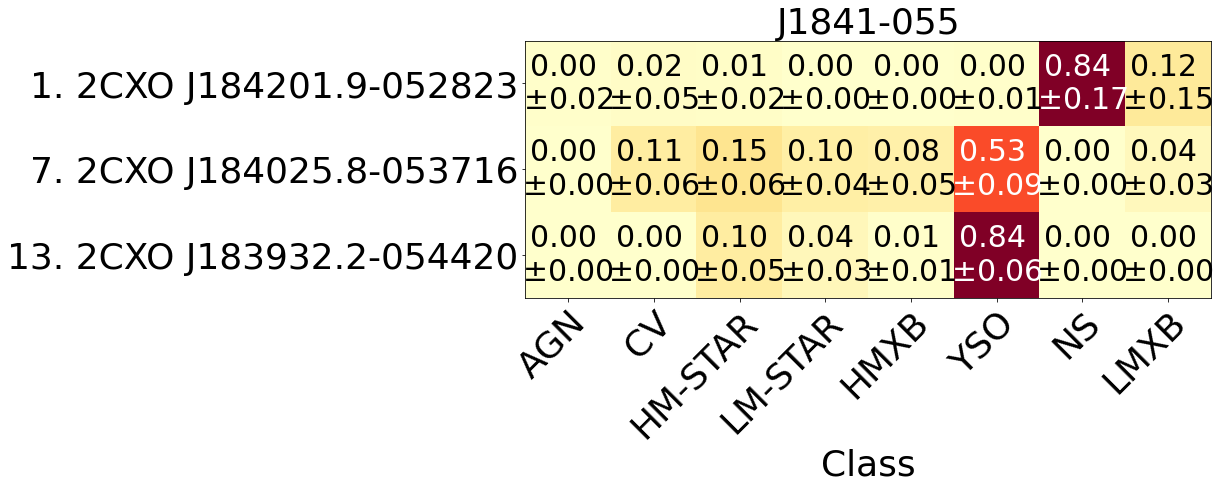 J1841-055
1. 2CXO J184201.9-052823
0.00 0.02 0.01 0.00 0.00 0.00 0.84 0.12
±0.02 ±0.05 ±0.02 ±0.00 ±0.00 ±0.01 ±0.17 ±0.15
7. 2CXO J184025.8-053716
0.00 0.11 0.15 0.10 0.08 0.53 0.00 0.04
±0.00 ±0.06 ±0.06 ±0.04 ±0.05 ±0.09 ±0.00 ±0.03
13. 2CXO J183932.2-054420
0.00 0.00 0.10 0.04 0.01 0.84 0.00 0.00
±0.00 ±0.00 ±0.05 ±0.03 ±0.01 ±0.06 ±0.00 ±0.00
AGN CV HM-STAR LM-STAR HMXB YSO NS LMXB
Class